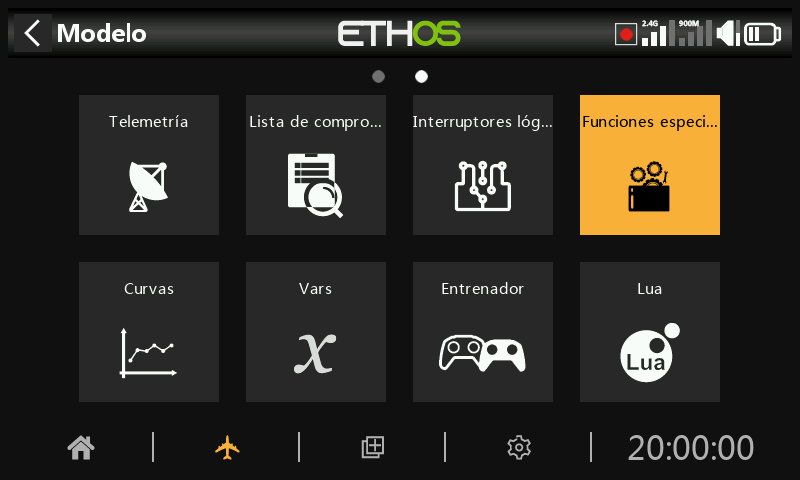 Modelo
ETHOS
2.4G
900M
Telemetría
Lista de compro...
Interruptores lóg...
Funciones especi...
Curvas
Vars
Entrenador
Lua
x
Lua
20:00:00